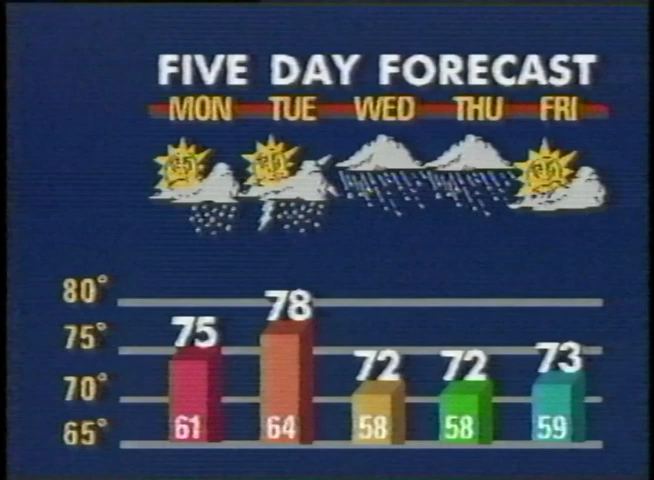 FIVE DAY FORECAST
MON TUE WED THU FRI
80°
78
75° 75 72 72 73
70°
65° 61 64 58 58 59